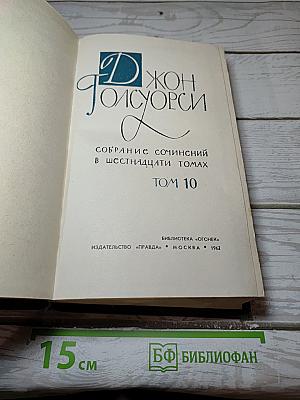 ДЖОН
ГОЛСУОРСИ
СОБРАНИЕ СОЧИНЕНИЙ
В ШЕСТНАДЦАТИ ТОМАХ
ТОМ 10
БИБЛИОТЕКА «ОГОНЕК»
ИЗДАТЕЛЬСТВО «ПРАВДА» • МОСКВА • 1962
15 см
БФ БИБЛИОФАН